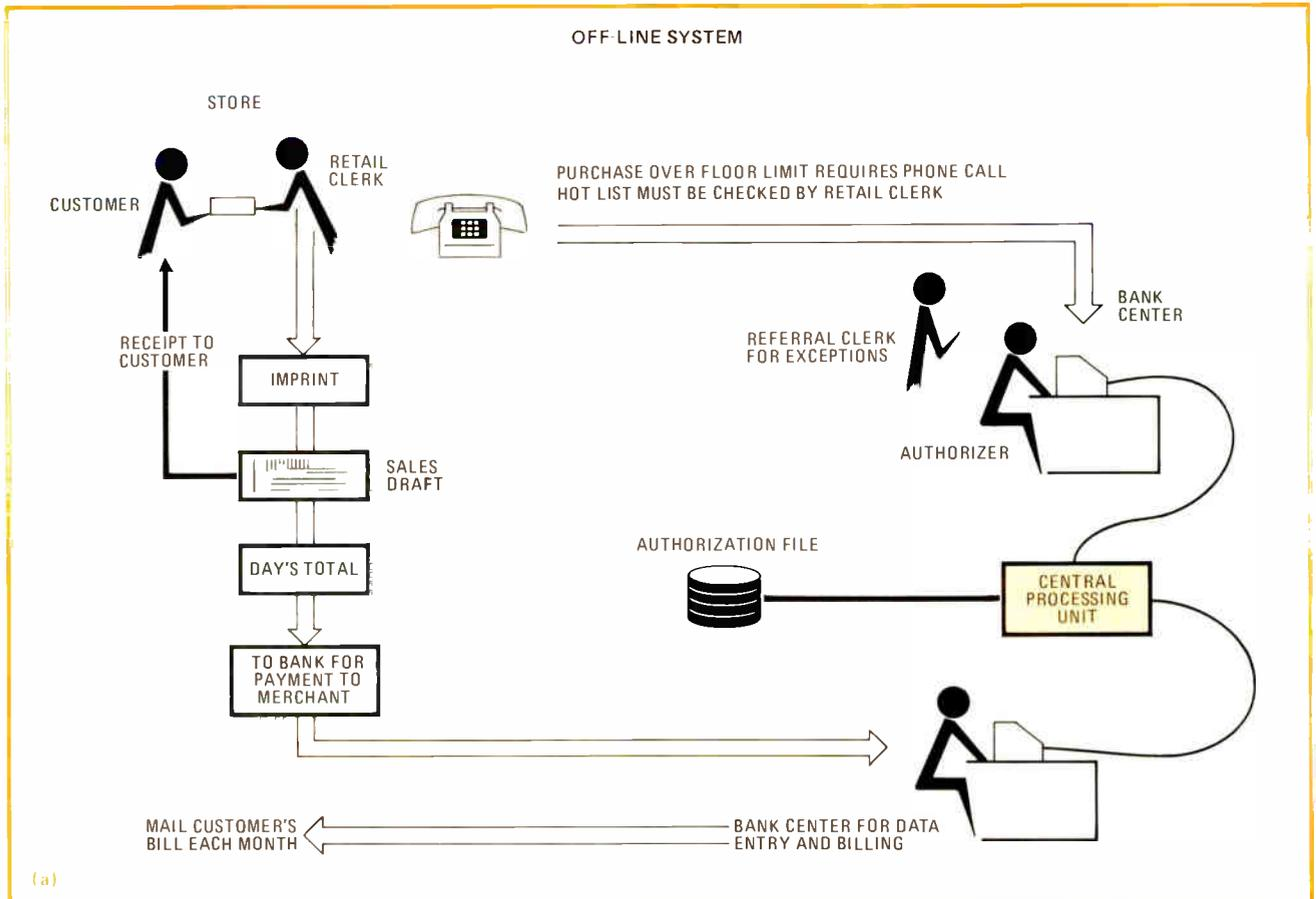 OFF-LINE SYSTEM
STORE
RETAIL
CLERK
CUSTOMER
PURCHASE OVER FLOOR LIMIT REQUIRES PHONE CALL
HOT LIST MUST BE CHECKED BY RETAIL CLERK
BANK
CENTER
REFERRAL CLERK
FOR EXCEPTIONS
RECEIPT TO
CUSTOMER
IMPRINT
AUTHORIZER
SALES
DRAFT
AUTHORIZATION FILE
DAY'S TOTAL
CENTRAL
PROCESSING
UNIT
TO BANK FOR
PAYMENT TO
MERCHANT
MAIL CUSTOMER'S
BILL EACH MONTH
BANK CENTER FOR DATA
ENTRY AND BILLING
(a)